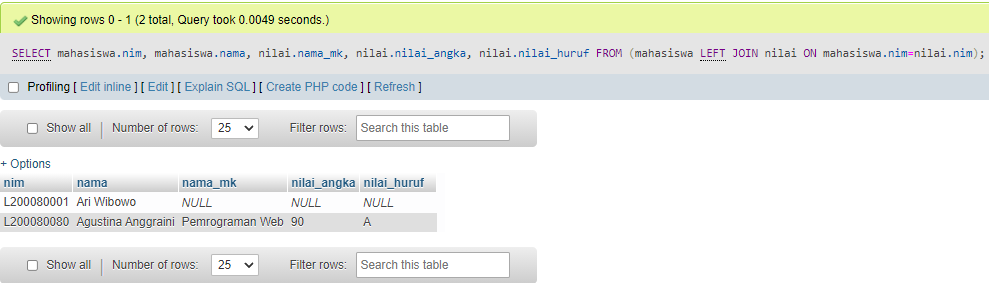 Showing rows 0 - 1 (2 total, Query took 0.0049 seconds.)
SELECT mahasiswa.nim, mahasiswa.nama, nilai.nama_mk, nilai.nilai_angka, nilai.nilai_huruf FROM (mahasiswa LEFT JOIN nilai ON mahasiswa.nim=nilai.nim);
Profiling [ Edit inline ] [ Edit ] [ Explain SQL ] [ Create PHP code ] [ Refresh ]
Show all | Number of rows: 25 Filter rows: Search this table
+ Options
nim nama nama_mk nilai_angka nilai_huruf
L200080001 Ari Wibowo NULL NULL NULL
L200080080 Agustina Anggraini Pemrograman Web 90 A
Show all | Number of rows: 25 Filter rows: Search this table